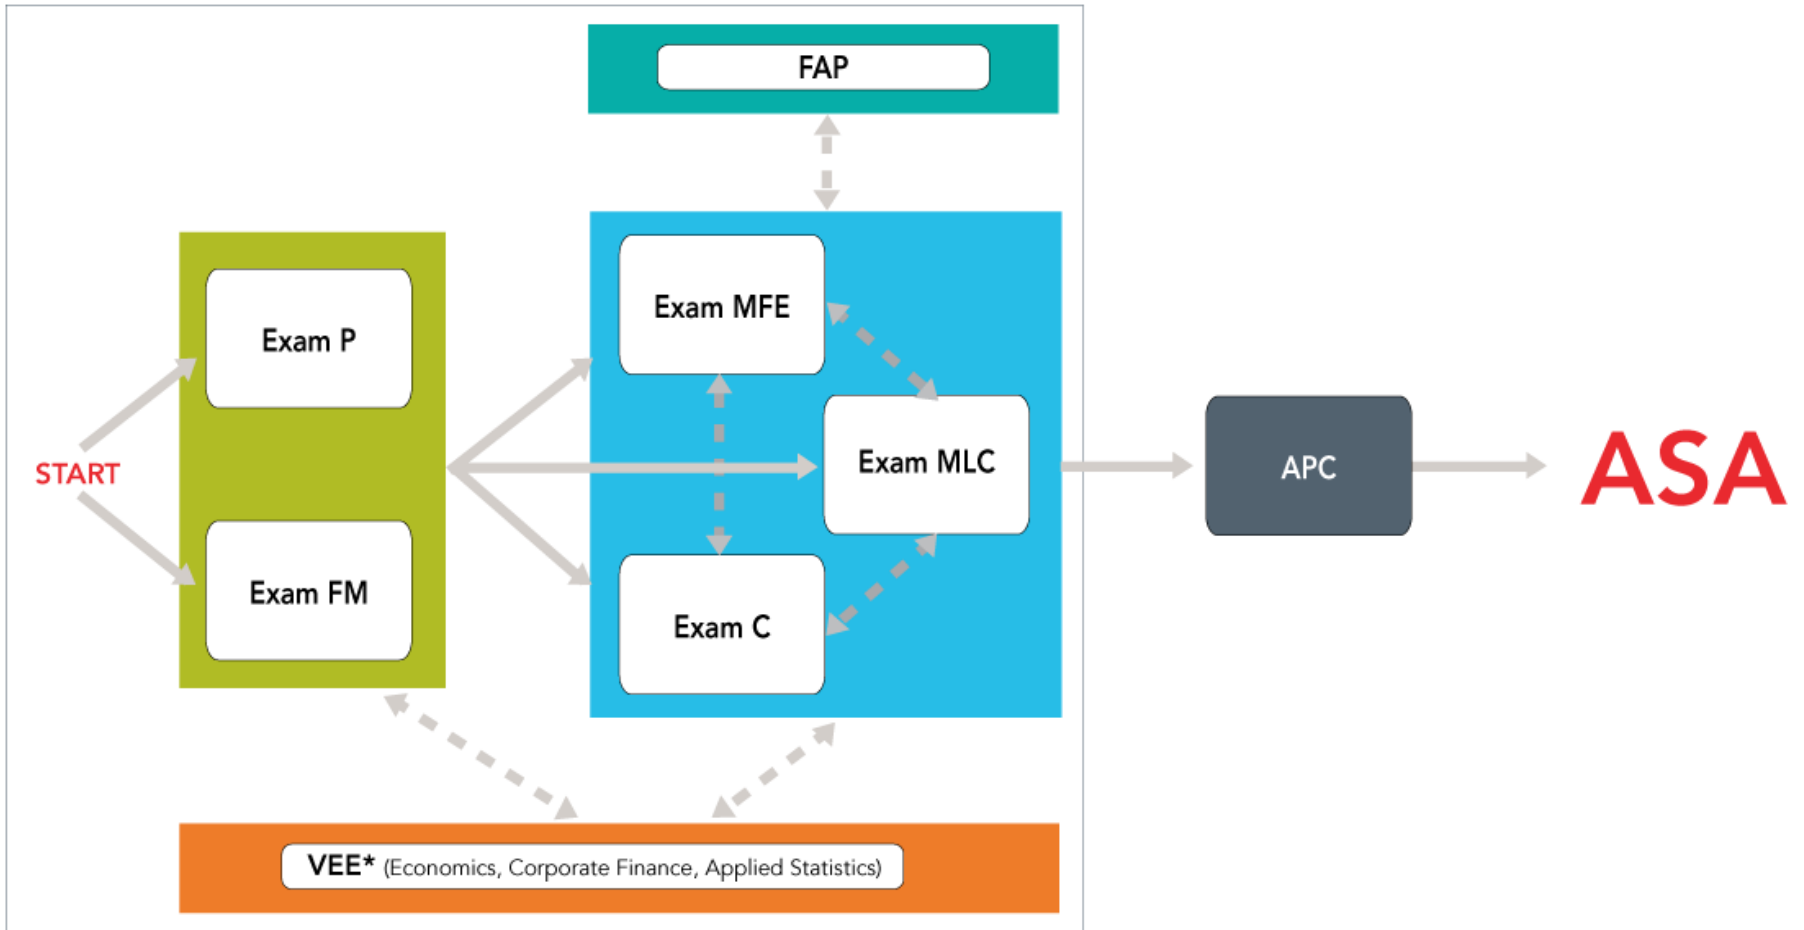 FAP
Exam MFE
Exam P
START
Exam MLC
APC
ASA
Exam FM
Exam C
VEE* (Economics, Corporate Finance, Applied Statistics)